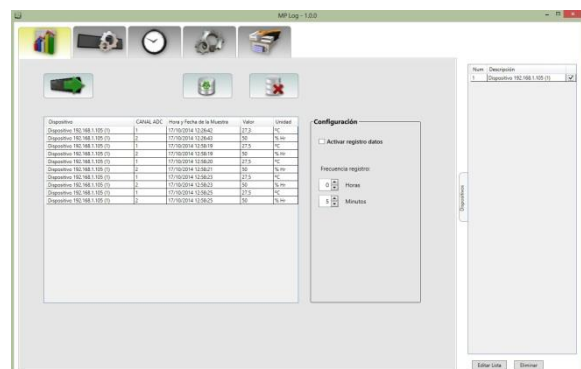 MP Log - 1.0.0
Dispositivo CANAL ADC Hora y Fecha de la Muestra Valor Unidad
Dispositivo 192.168.1.105 (1) 1 17/10/2014 12:26:42 27,3 ºC
Dispositivo 192.168.1.105 (1) 2 17/10/2014 12:26:43 50 % Hr
Dispositivo 192.168.1.105 (1) 1 17/10/2014 12:56:19 27,5 ºC
Dispositivo 192.168.1.105 (1) 2 17/10/2014 12:56:19 50 % Hr
Dispositivo 192.168.1.105 (1) 1 17/10/2014 12:56:20 27,5 ºC
Dispositivo 192.168.1.105 (1) 2 17/10/2014 12:56:21 50 % Hr
Dispositivo 192.168.1.105 (1) 1 17/10/2014 12:56:23 27,5 ºC
Dispositivo 192.168.1.105 (1) 2 17/10/2014 12:56:23 50 % Hr
Dispositivo 192.168.1.105 (1) 1 17/10/2014 12:56:25 27,5 ºC
Dispositivo 192.168.1.105 (1) 2 17/10/2014 12:56:25 50 % Hr
Configuración
Activar registro datos
Frecuencia registro:
0 Horas
5 Minutos
Dispositivos
Num Descripción
1 Dispositivo 192.168.1.105 (1)
Editar Lista Eliminar